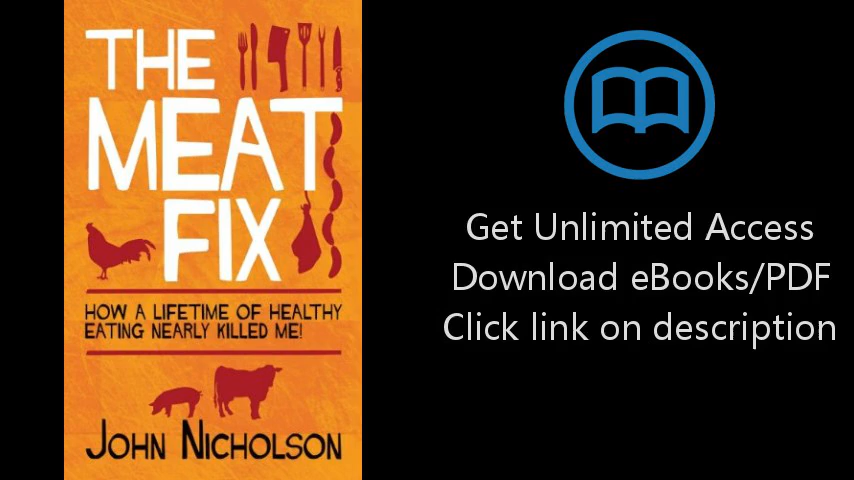 THE
MEAT
FIX
HOW A LIFETIME OF HEALTHY
EATING NEARLY KILLED ME!
JOHN NICHOLSON
Get Unlimited Access
Download eBooks/PDF
Click link on description